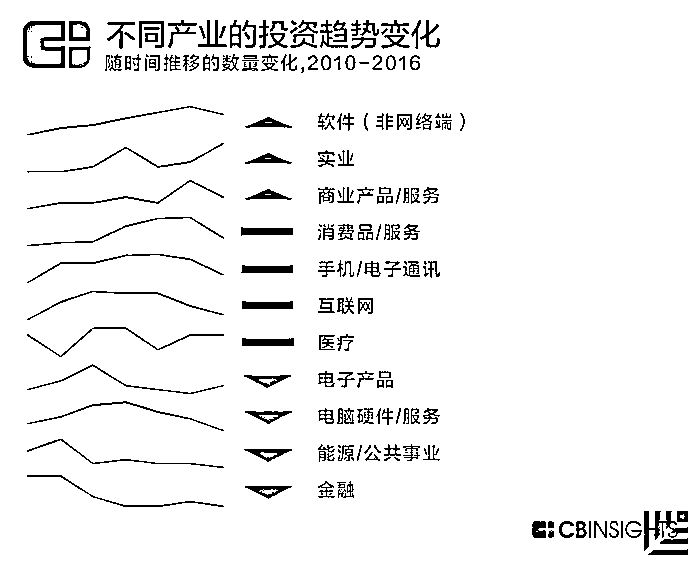 不同产业的投资趋势变化
随时间推移的数量变化,2010-2016
软件（非网络端）
实业
商业产品/服务
消费品/服务
手机/电子通讯
互联网
医疗
电子产品
电脑硬件/服务
能源/公共事业
金融
CBINSIGHTS